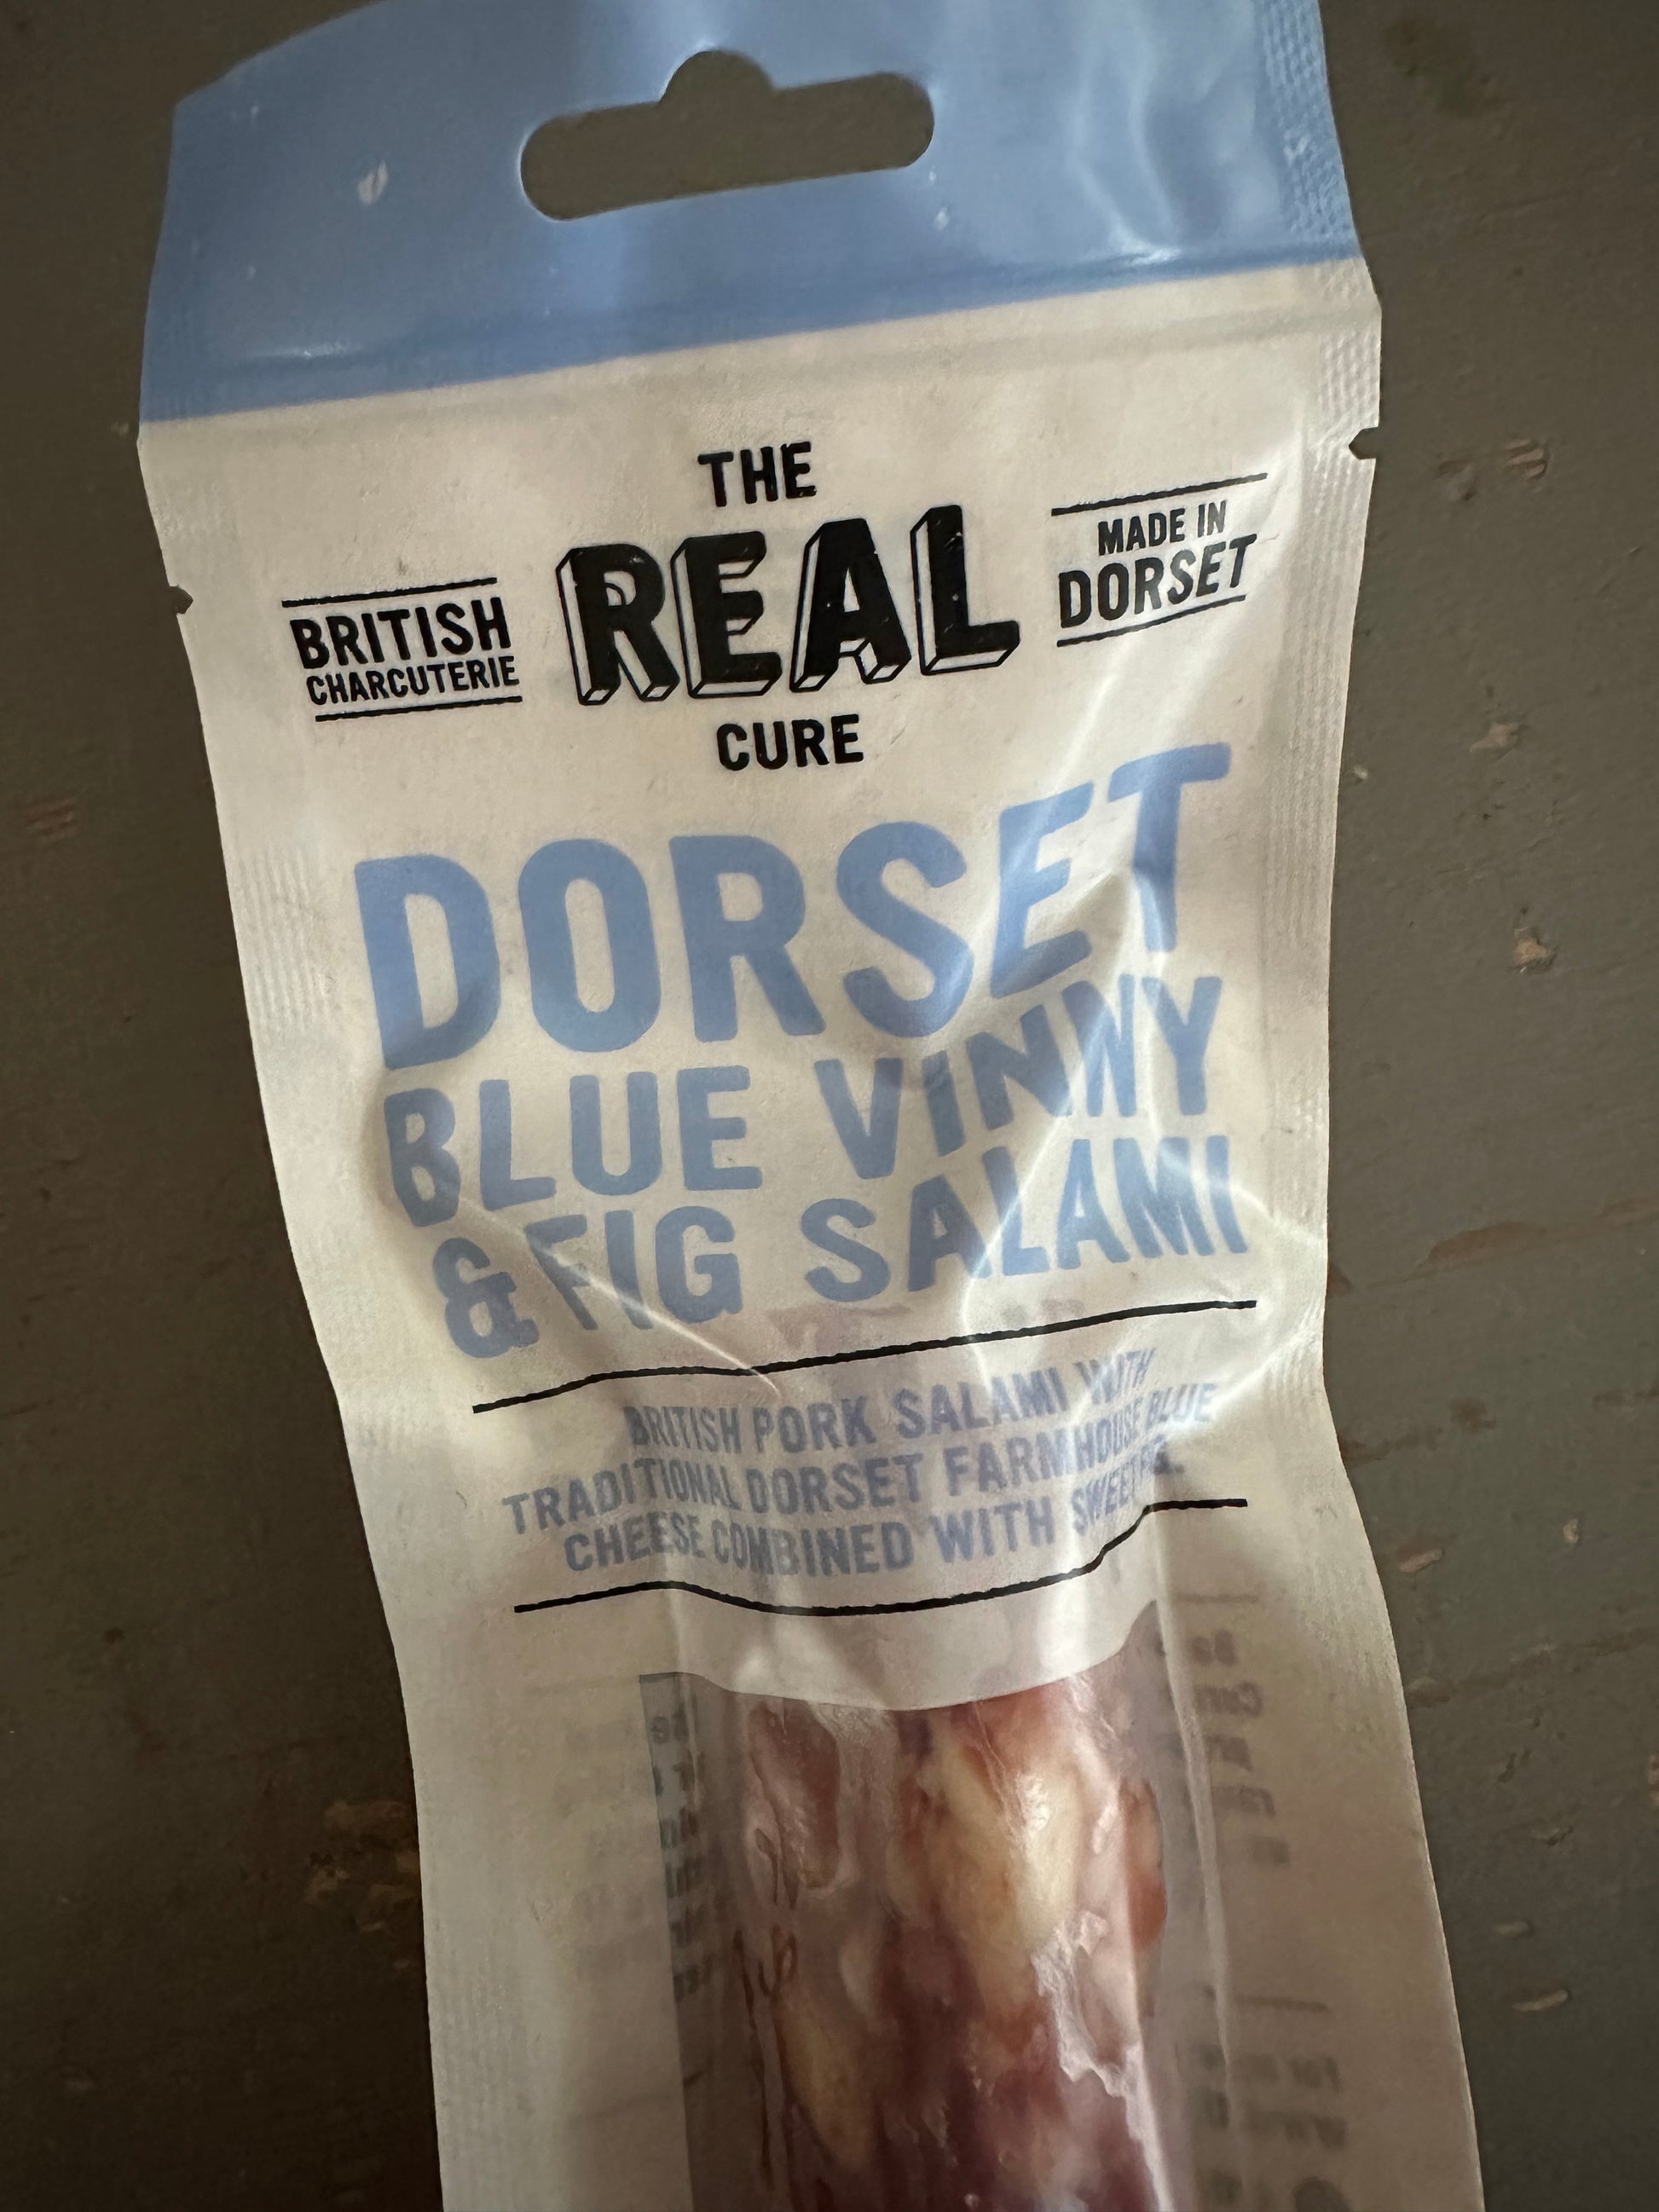 THE
REAL
CURE
BRITISH
CHARCUTERIE
MADE IN
DORSET
DORSET
BLUE VINNY
& FIG SALAMI
BRITISH PORK SALAMI WITH
TRADITIONAL DORSET FARMHOUSE BLUE
CHEESE COMBINED WITH SWEET